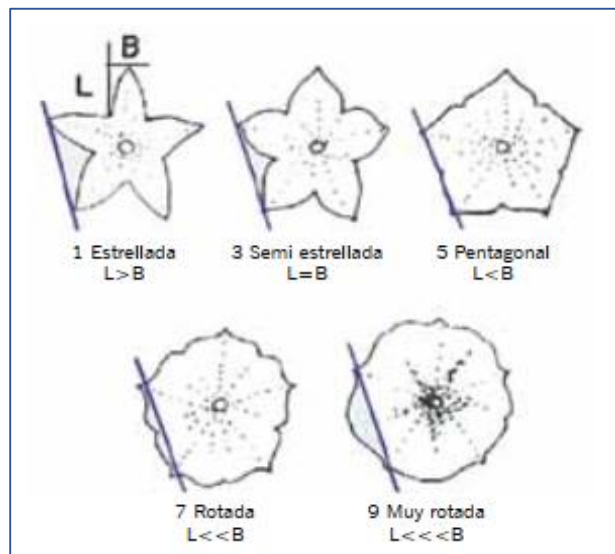 B
L
1 Estrellada
L>B
3 Semi estrellada
L=B
5 Pentagonal
L<B
7 Rotada
L<<B
9 Muy rotada
L<<<B